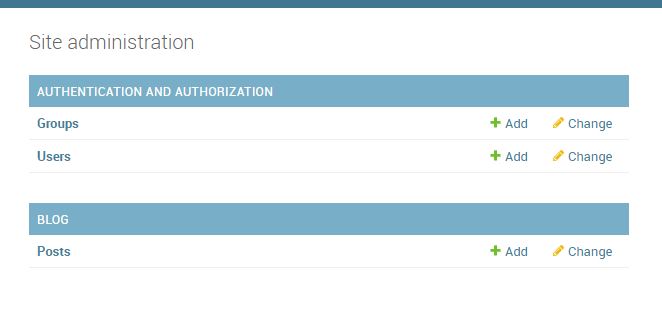 Site administration
AUTHENTICATION AND AUTHORIZATION
Groups Add Change
Users Add Change
BLOG
Posts Add Change